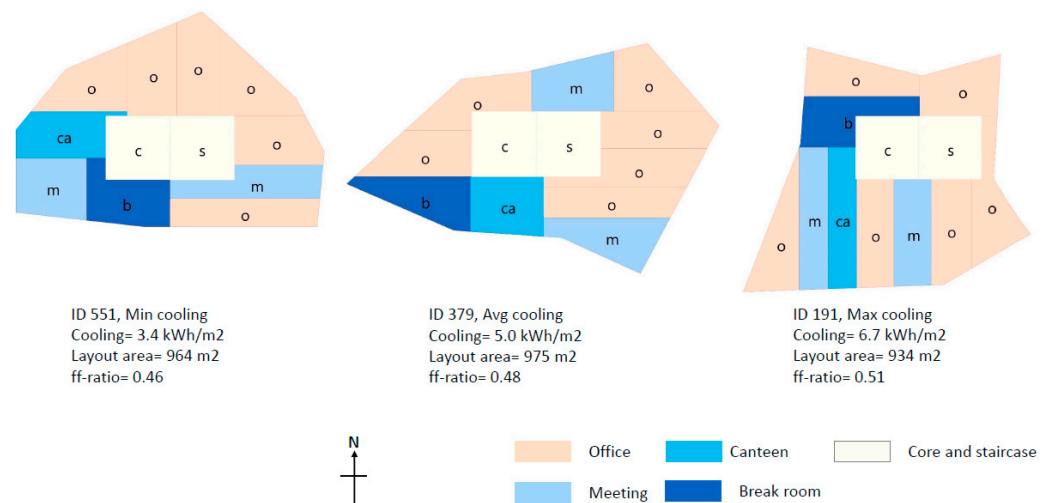 o
o
o
o
ca
c
s
o
m
b
m
o
ID 551, Min cooling
Cooling= 3.4 kWh/m2
Layout area= 964 m2
ff-ratio= 0.46
m
o
o
o
c
s
o
o
b
ca
o
m
ID 379, Avg cooling
Cooling= 5.0 kWh/m2
Layout area= 975 m2
ff-ratio= 0.48
o
o
b
c
s
m
ca
o
m
o
o
o
ID 191, Max cooling
Cooling= 6.7 kWh/m2
Layout area= 934 m2
ff-ratio= 0.51
N
Office
Canteen
Core and staircase
Meeting
Break room